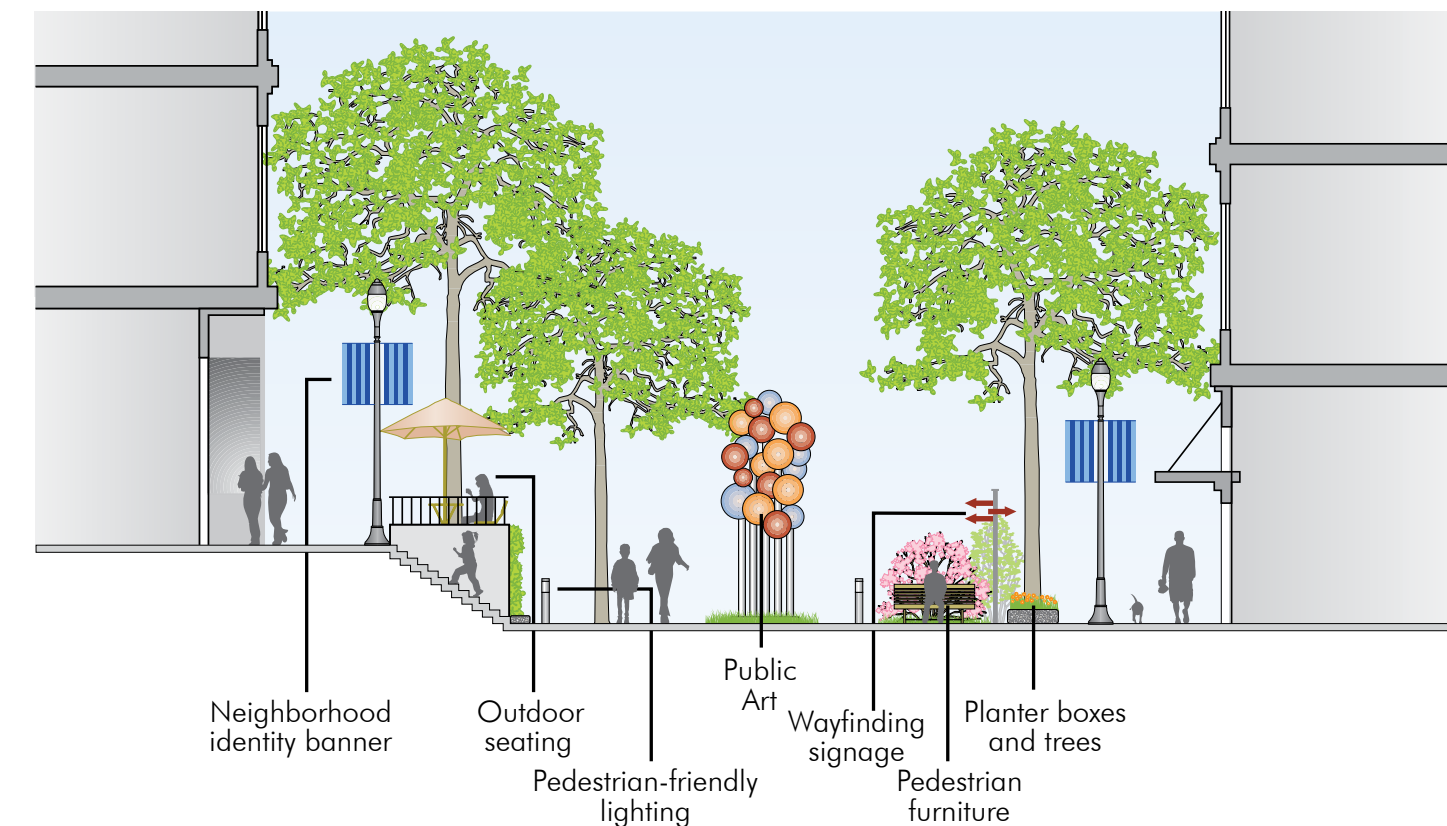 Neighborhood
identity banner
Outdoor
seating
Pedestrian-friendly
lighting
Public
Art
Wayfinding
signage
Pedestrian
furniture
Planter boxes
and trees